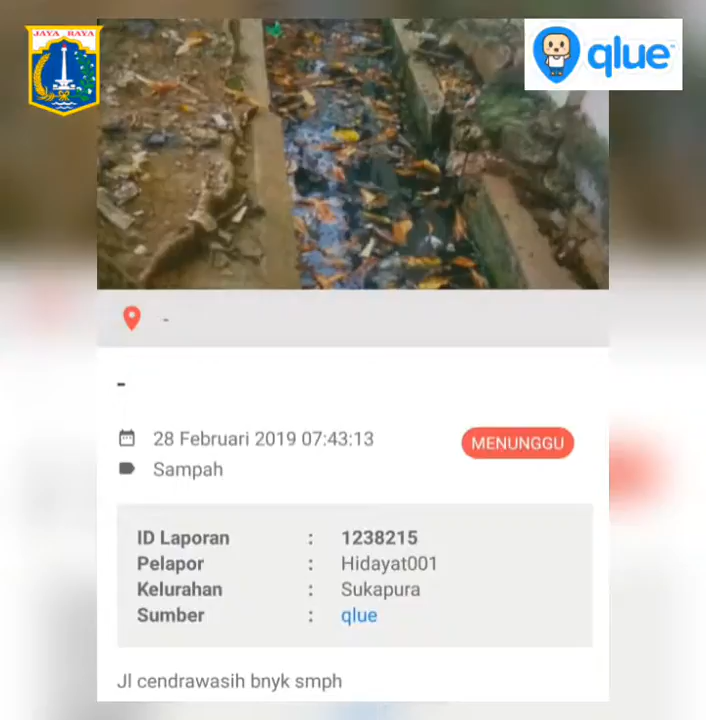 JAYA RAYA
qlue
-
-
28 Februari 2019 07:43:13
MENUNGGU
Sampah
ID Laporan : 1238215
Pelapor : Hidayat001
Kelurahan : Sukapura
Sumber : qlue
Jl cendrawasih bnyk smph